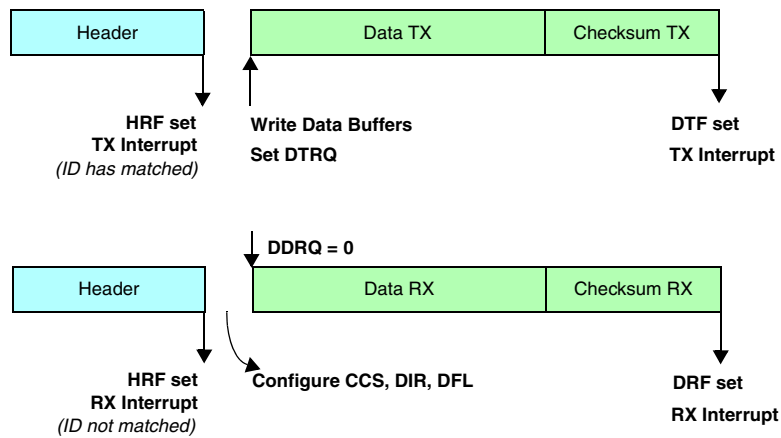 Header
Data TX
Checksum TX
HRF set
TX Interrupt
(ID has matched)
Write Data Buffers
Set DTRQ
DTF set
TX Interrupt
DDRQ = 0
Header
Data RX
Checksum RX
HRF set
RX Interrupt
(ID not matched)
Configure CCS, DIR, DFL
DRF set
RX Interrupt